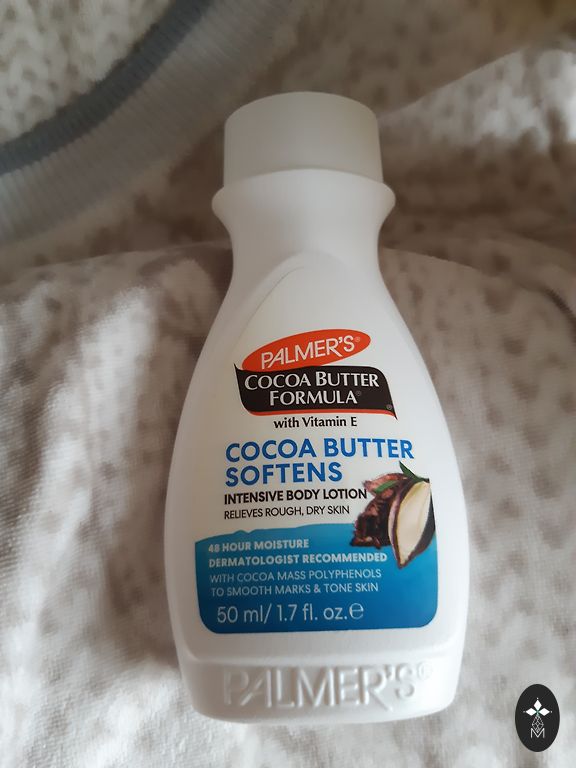 PALMER'S®
COCOA BUTTER
FORMULA®
with Vitamin E
COCOA BUTTER
SOFTENS
INTENSIVE BODY LOTION
RELIEVES ROUGH, DRY SKIN
48 HOUR MOISTURE
DERMATOLOGIST RECOMMENDED
WITH COCOA MASS POLYPHENOLS
TO SMOOTH MARKS & TONE SKIN
50 ml/ 1.7 fl. oz.℮
PALMER'S®
M